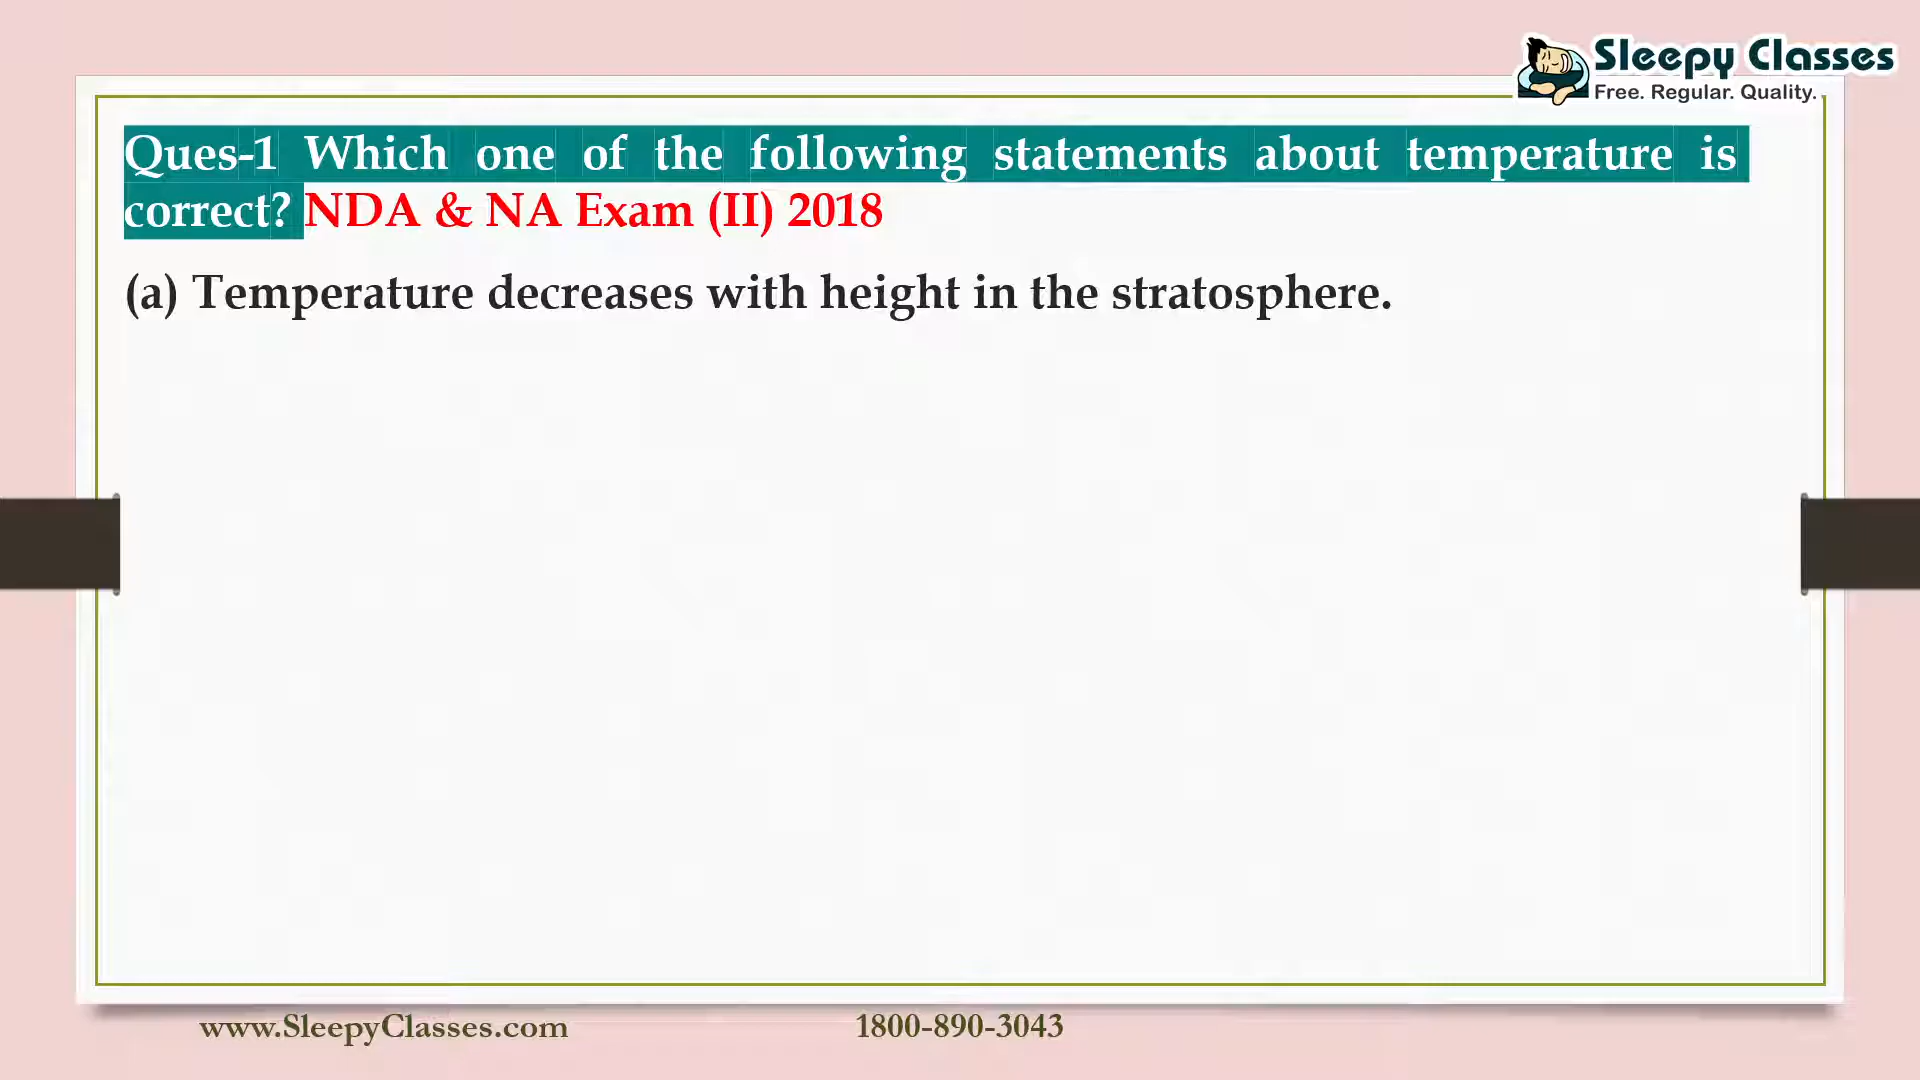 Sleepy Classes
Free. Regular. Quality.
Ques-1 Which one of the following statements about temperature is
correct? NDA & NA Exam (II) 2018
(a) Temperature decreases with height in the stratosphere.
www.SleepyClasses.com 1800-890-3043